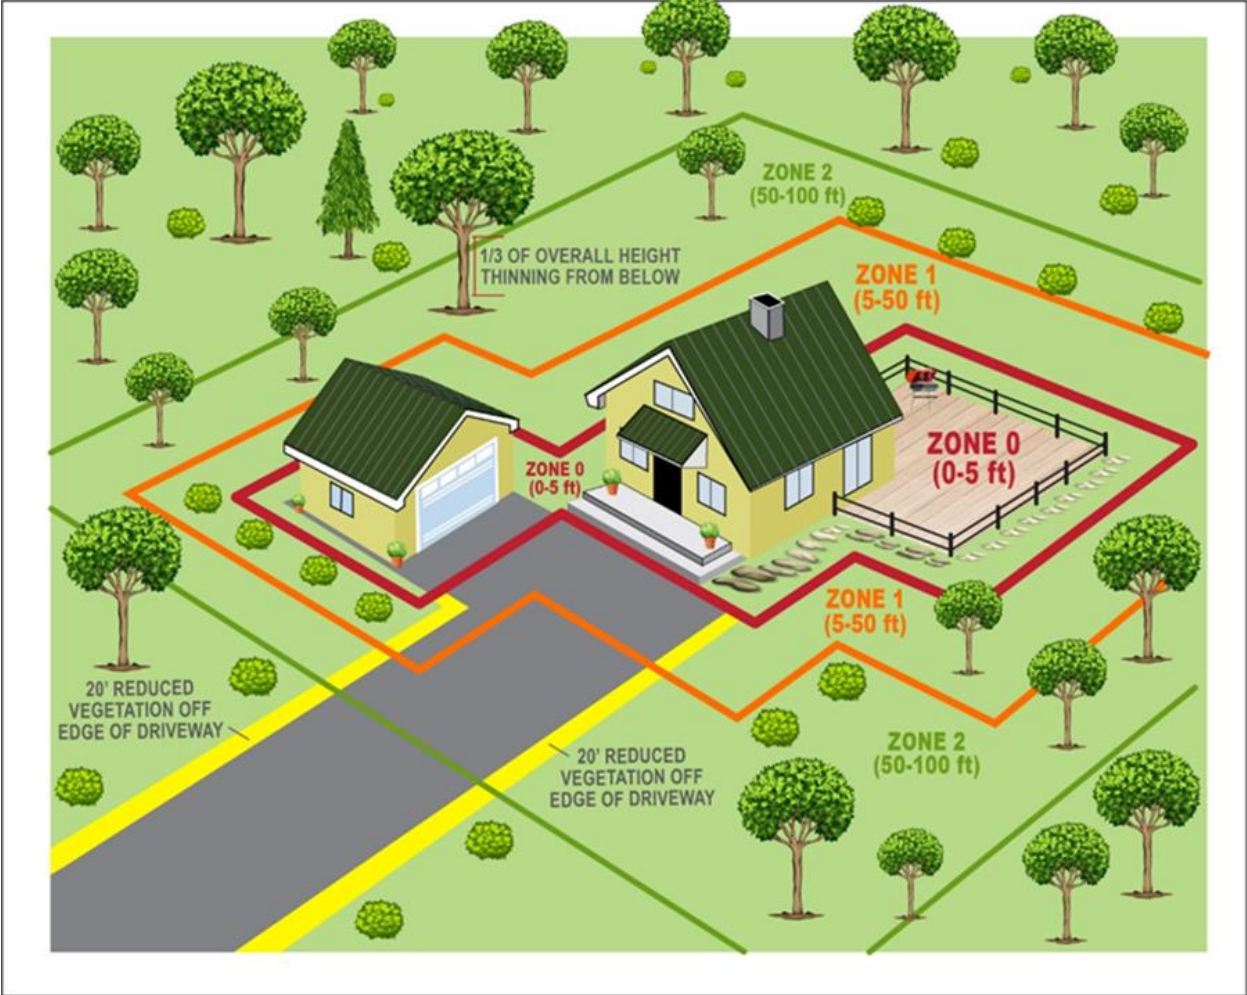 ZONE 2
(50-100 ft)
1/3 OF OVERALL HEIGHT
THINNING FROM BELOW
ZONE 1
(5-50 ft)
ZONE 0
(0-5 ft)
ZONE 0
(0-5 ft)
ZONE 1
(5-50 ft)
20' REDUCED
VEGETATION OFF
EDGE OF DRIVEWAY
ZONE 2
(50-100 ft)
20' REDUCED
VEGETATION OFF
EDGE OF DRIVEWAY